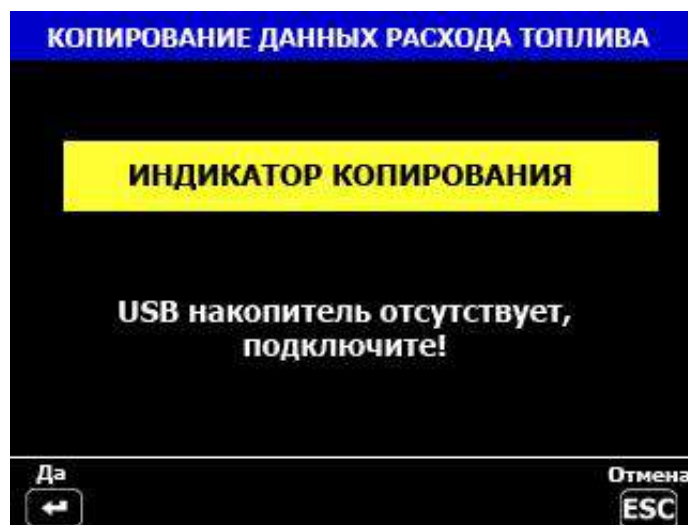 КОПИРОВАНИЕ ДАННЫХ РАСХОДА ТОПЛИВА
ИНДИКАТОР КОПИРОВАНИЯ
USB накопитель отсутствует,
подключите!
Да Отмена
ESC